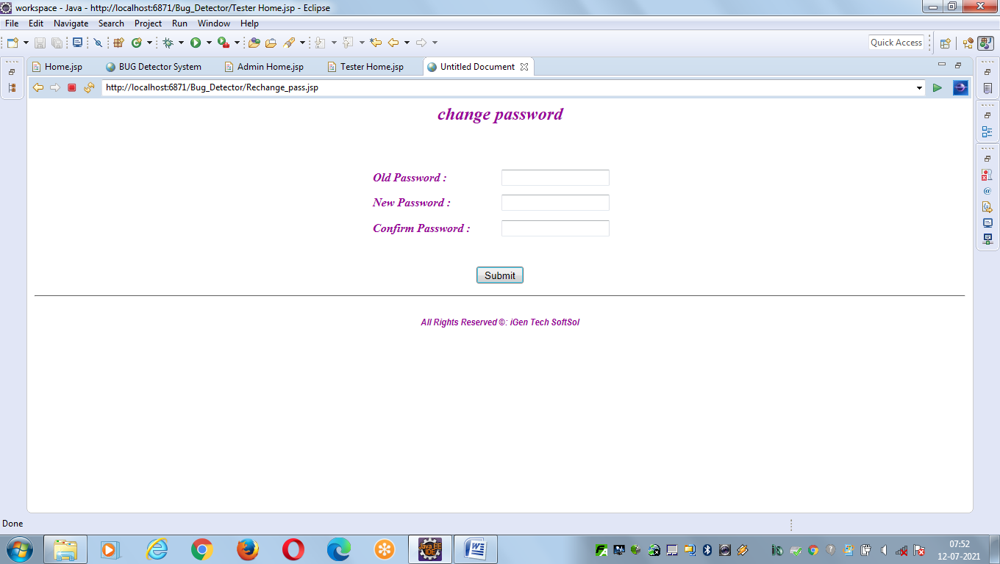 workspace - Java - http://localhost:6871/Bug_Detector/Tester Home.jsp - Eclipse
File Edit Navigate Search Project Run Window Help
Quick Access
Home.jsp BUG Detector System Admin Home.jsp Tester Home.jsp Untitled Document
http://localhost:6871/Bug_Detector/Rechange_pass.jsp
change password
Old Password :
New Password :
Confirm Password :
Submit
All Rights Reserved ©: iGen Tech SoftSol
Done
Java EE
IDE
07:52
12-07-2021